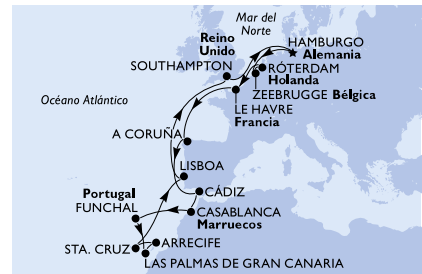 Mar del
Norte
Reino
Unido
HAMBURGO
Alemania
SOUTHAMPTON
RÓTERDAM
Holanda
ZEEBRUGGE Bélgica
LE HAVRE
Francia
Océano Atlántico
A CORUÑA
LISBOA
CÁDIZ
Portugal
FUNCHAL
CASABLANCA
Marruecos
STA. CRUZ
ARRECIFE
LAS PALMAS DE GRAN CANARIA